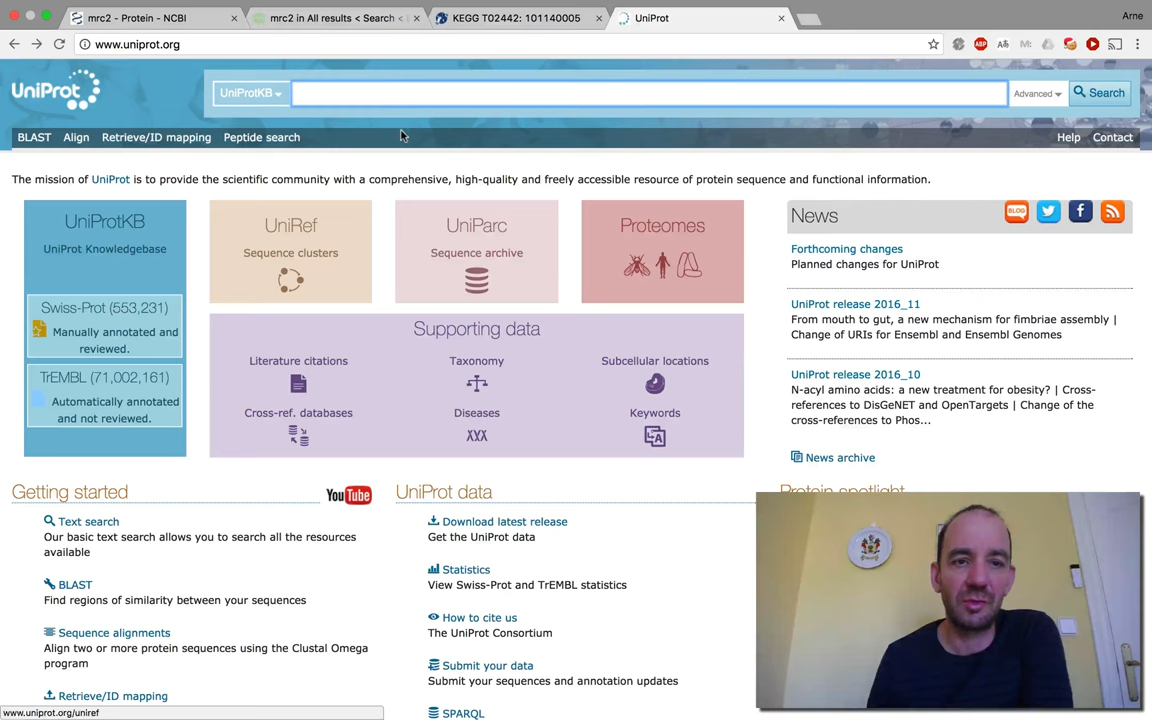 mrc2 - Protein - NCBI
mrc2 in All results < Search <
KEGG T02442: 101140005
UniProt
Arne
www.uniprot.org
UniProt
UniProtKB
Advanced
Search
BLAST Align Retrieve/ID mapping Peptide search
Help Contact
The mission of UniProt is to provide the scientific community with a comprehensive, high-quality and freely accessible resource of protein sequence and functional information.
UniProtKB
UniProt Knowledgebase
Swiss-Prot (553,231)
Manually annotated and
reviewed.
TrEMBL (71,002,161)
Automatically annotated
and not reviewed.
UniRef
Sequence clusters
UniParc
Sequence archive
Proteomes
Supporting data
Literature citations
Taxonomy
Subcellular locations
Cross-ref. databases
Diseases
Keywords
News
BLOG
Forthcoming changes
Planned changes for UniProt
UniProt release 2016_11
From mouth to gut, a new mechanism for fimbriae assembly |
Change of URIs for Ensembl and Ensembl Genomes
UniProt release 2016_10
N-acyl amino acids: a new treatment for obesity? | Cross-
references to DisGeNET and OpenTargets | Change of the
cross-references to Phos...
News archive
Getting started
YouTube
Text search
Our basic text search allows you to search all the resources
available
BLAST
Find regions of similarity between your sequences
Sequence alignments
Align two or more protein sequences using the Clustal Omega
program
Retrieve/ID mapping
UniProt data
Download latest release
Get the UniProt data
Statistics
View Swiss-Prot and TrEMBL statistics
How to cite us
The UniProt Consortium
Submit your data
Submit your sequences and annotation updates
SPARQL
Protein spotlight
www.uniprot.org/uniref